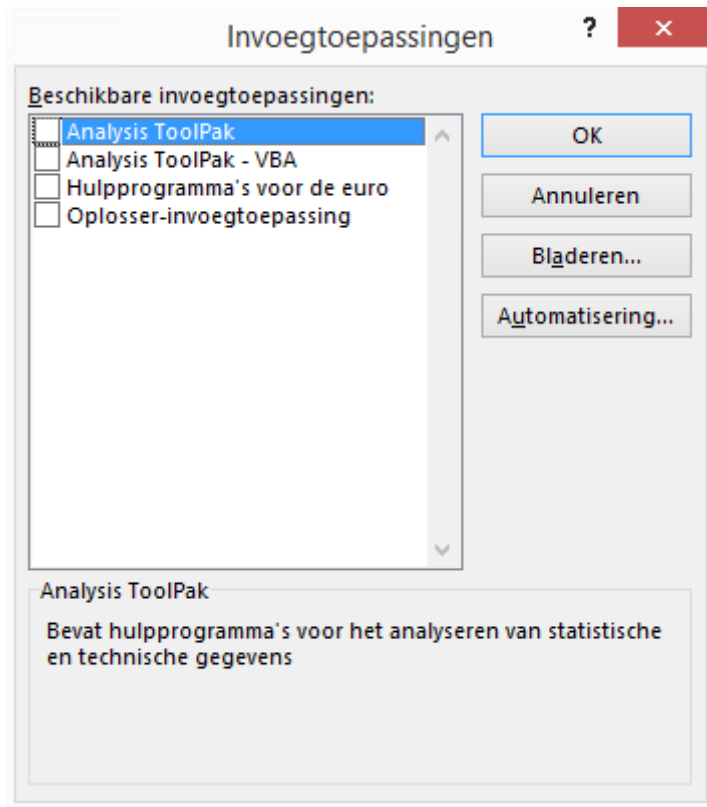 Invoegtoepassingen
?
Beschikbare invoegtoepassingen:
Analysis ToolPak
Analysis ToolPak - VBA
Hulpprogramma's voor de euro
Oplosser-invoegtoepassing
OK
Annuleren
Bladeren...
Automatisering...
Analysis ToolPak
Bevat hulpprogramma's voor het analyseren van statistische
en technische gegevens